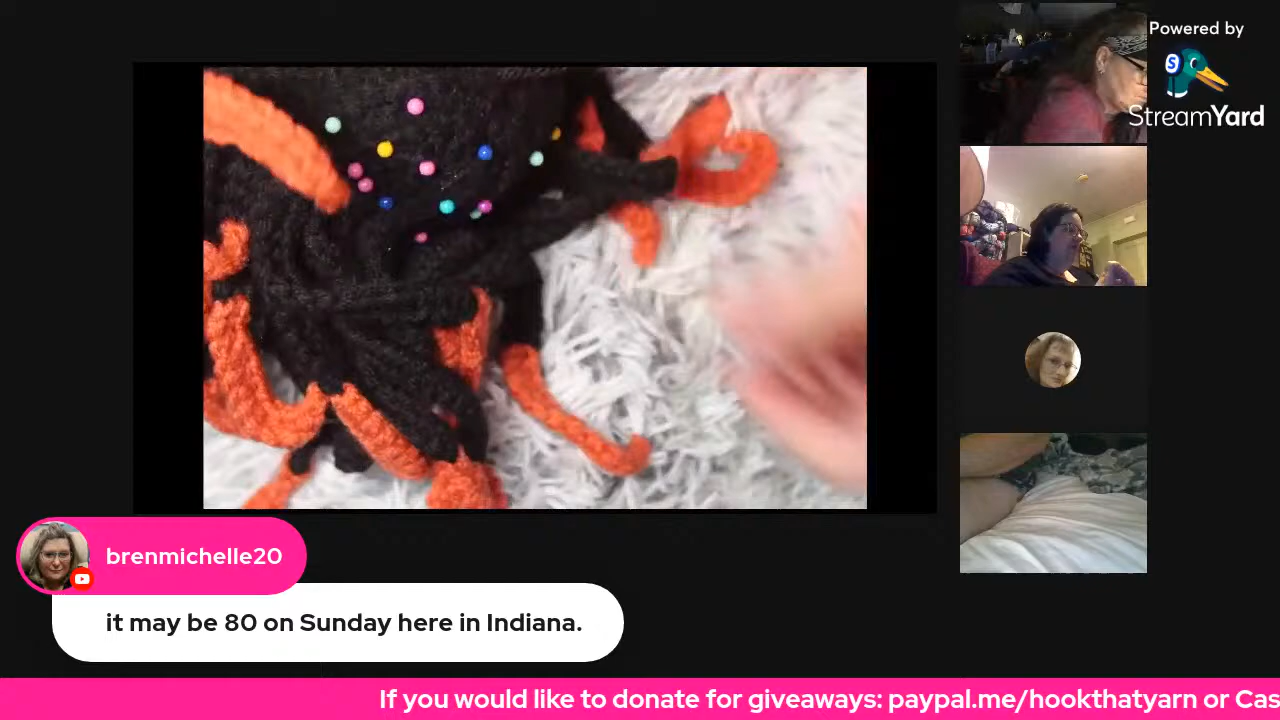 Powered by
StreamYard
brenmichelle20
it may be 80 on Sunday here in Indiana.
If you would like to donate for giveaways: paypal.me/hookthatyarn or Cas